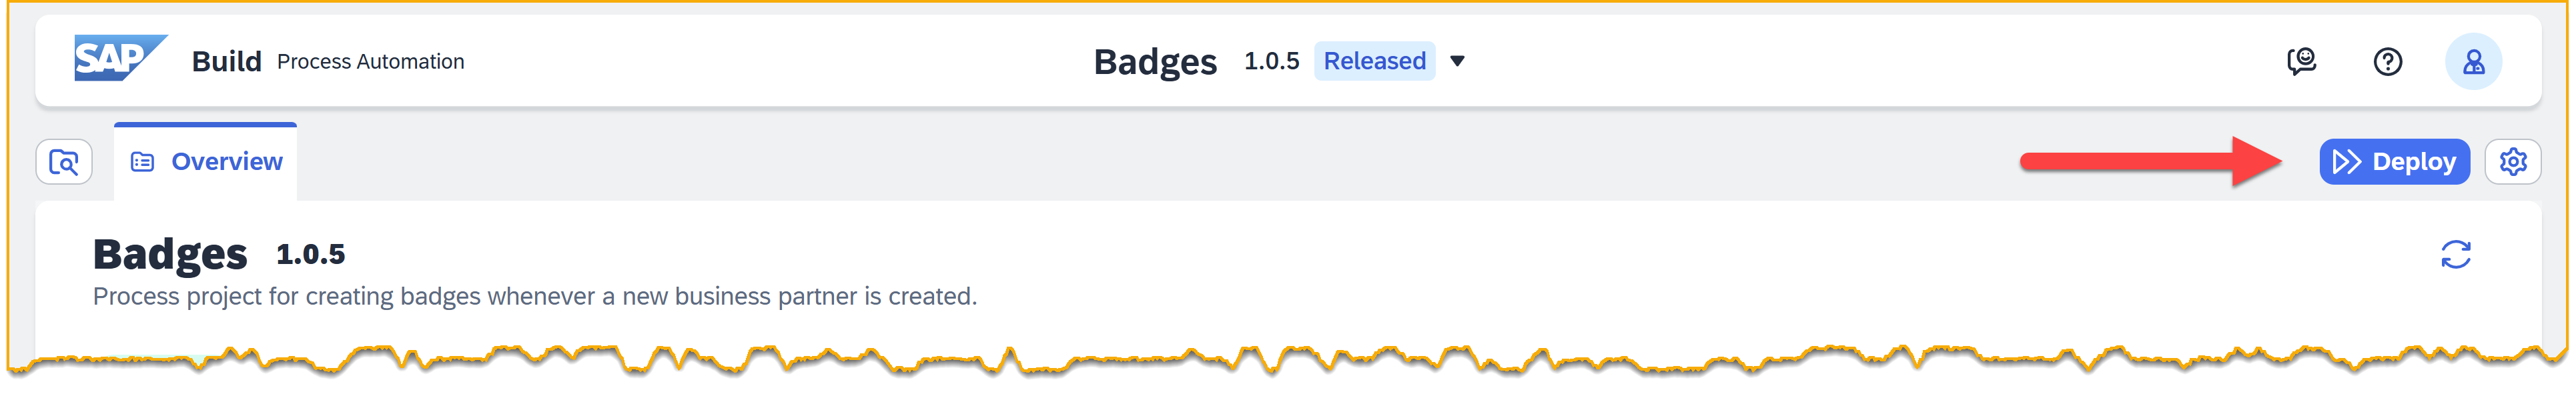 SAP Build Process Automation Badges 1.0.5 Released
Overview Deploy
Badges 1.0.5
Process project for creating badges whenever a new business partner is created.